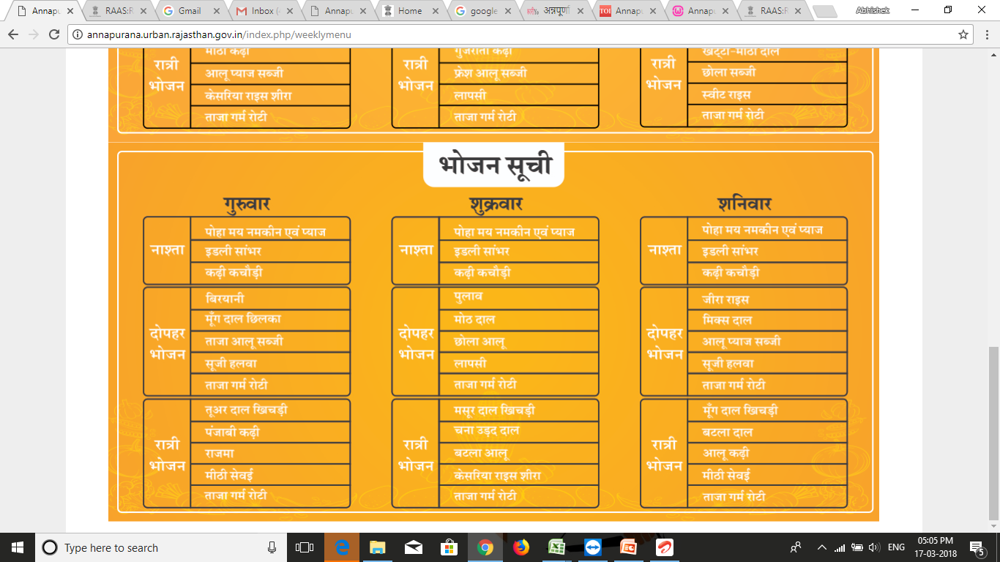 Annapu RAAS:R Gmail Inbox (4 Annapu Home google अन्नपूर्णा Annapu Annapu RAAS:R Abhishek
annapurana.urban.rajasthan.gov.in/index.php/weeklymenu
रात्री भोजन
मीठी कढ़ी
आलू प्याज सब्जी
केसरिया राइस शीरा
ताजा गर्म रोटी
रात्री भोजन
गुजराती कढ़ी
फ्रेश आलू सब्जी
लापसी
ताजा गर्म रोटी
रात्री भोजन
खट्टी-मीठी दाल
छोला सब्जी
स्वीट राइस
ताजा गर्म रोटी
भोजन सूची
गुरुवार
नाश्ता
पोहा मय नमकीन एवं प्याज
इडली सांभर
कढ़ी कचौड़ी
दोपहर भोजन
बिरयानी
मूँग दाल छिलका
ताजा आलू सब्जी
सूजी हलवा
ताजा गर्म रोटी
रात्री भोजन
तूअर दाल खिचड़ी
पंजाबी कढ़ी
राजमा
मीठी सेवई
ताजा गर्म रोटी
शुक्रवार
नाश्ता
पोहा मय नमकीन एवं प्याज
इडली सांभर
कढ़ी कचौड़ी
दोपहर भोजन
पुलाव
मोठ दाल
छोला आलू
लापसी
ताजा गर्म रोटी
रात्री भोजन
मसूर दाल खिचड़ी
चना उड़द दाल
बटला आलू
केसरिया राइस शीरा
ताजा गर्म रोटी
शनिवार
नाश्ता
पोहा मय नमकीन एवं प्याज
इडली सांभर
कढ़ी कचौड़ी
दोपहर भोजन
जीरा राइस
मिक्स दाल
आलू प्याज सब्जी
सूजी हलवा
ताजा गर्म रोटी
रात्री भोजन
मूँग दाल खिचड़ी
बटला दाल
आलू कढ़ी
मीठी सेवई
ताजा गर्म रोटी
Type here to search
ENG
05:05 PM
17-03-2018
5